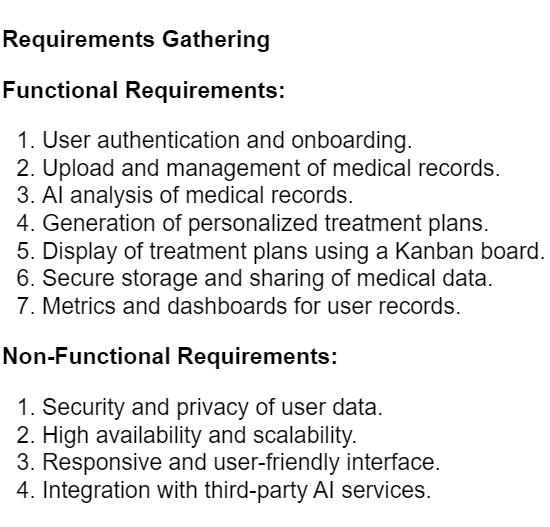 Requirements Gathering
Functional Requirements:
1. User authentication and onboarding.
2. Upload and management of medical records.
3. AI analysis of medical records.
4. Generation of personalized treatment plans.
5. Display of treatment plans using a Kanban board.
6. Secure storage and sharing of medical data.
7. Metrics and dashboards for user records.
Non-Functional Requirements:
1. Security and privacy of user data.
2. High availability and scalability.
3. Responsive and user-friendly interface.
4. Integration with third-party AI services.